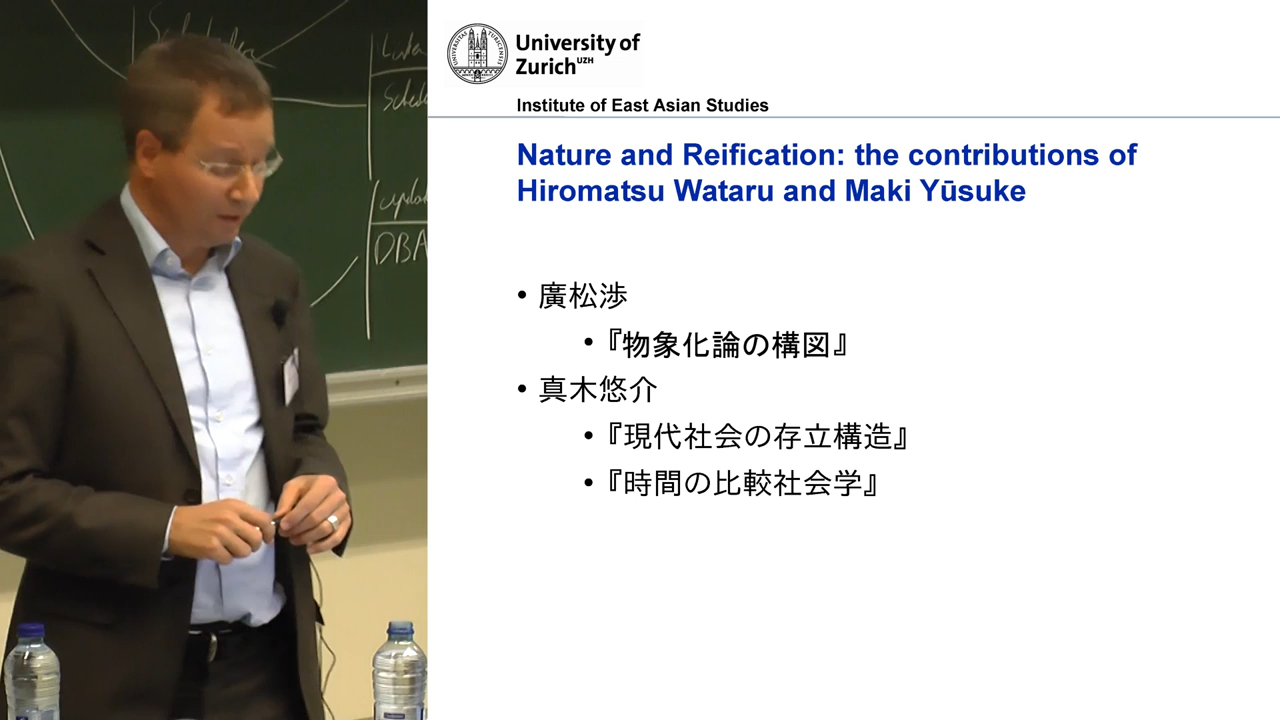 University of
Zurich UZH
Institute of East Asian Studies
Nature and Reification: the contributions of
Hiromatsu Wataru and Maki Yūsuke
• 廣松渉
• 『物象化論の構図』
• 真木悠介
• 『現代社会の存立構造』
• 『時間の比較社会学』
DBA